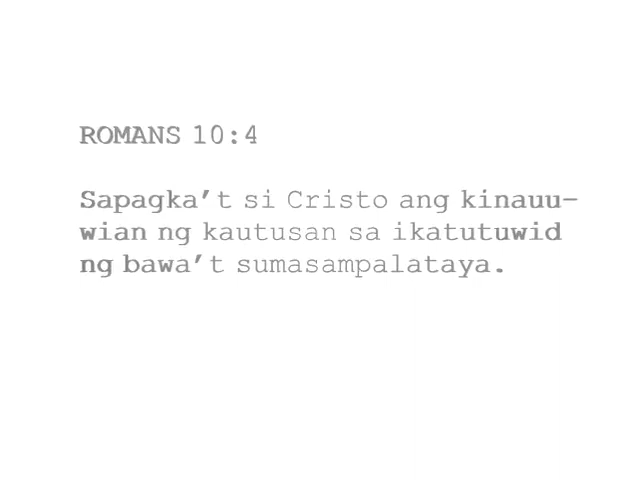 ROMANS 10:4
Sapagka't si Cristo ang kinauu-
wian ng kautusan sa ikatutuwid
ng bawa't sumasampalataya.